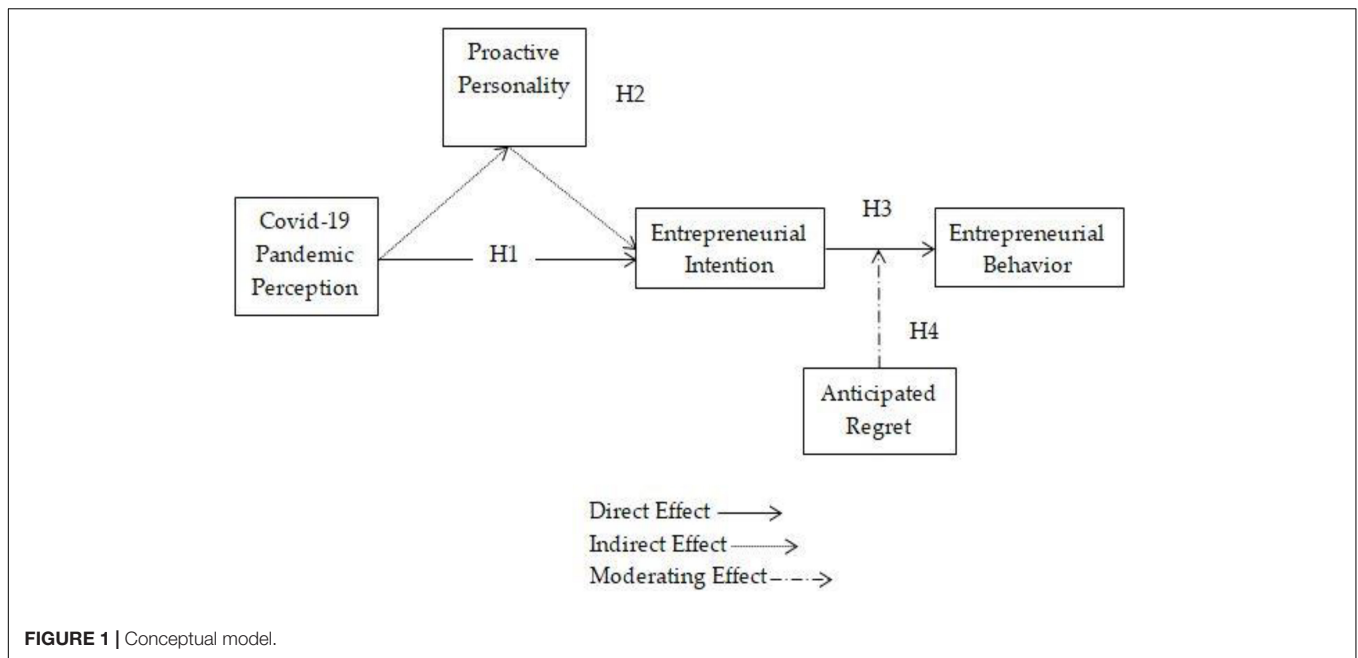 Proactive
Personality
H2
Covid-19
Pandemic
Perception
H1
Entrepreneurial
Intention
H3
Entrepreneurial
Behavior
H4
Anticipated
Regret
Direct Effect
Indirect Effect
Moderating Effect
FIGURE 1 | Conceptual model.